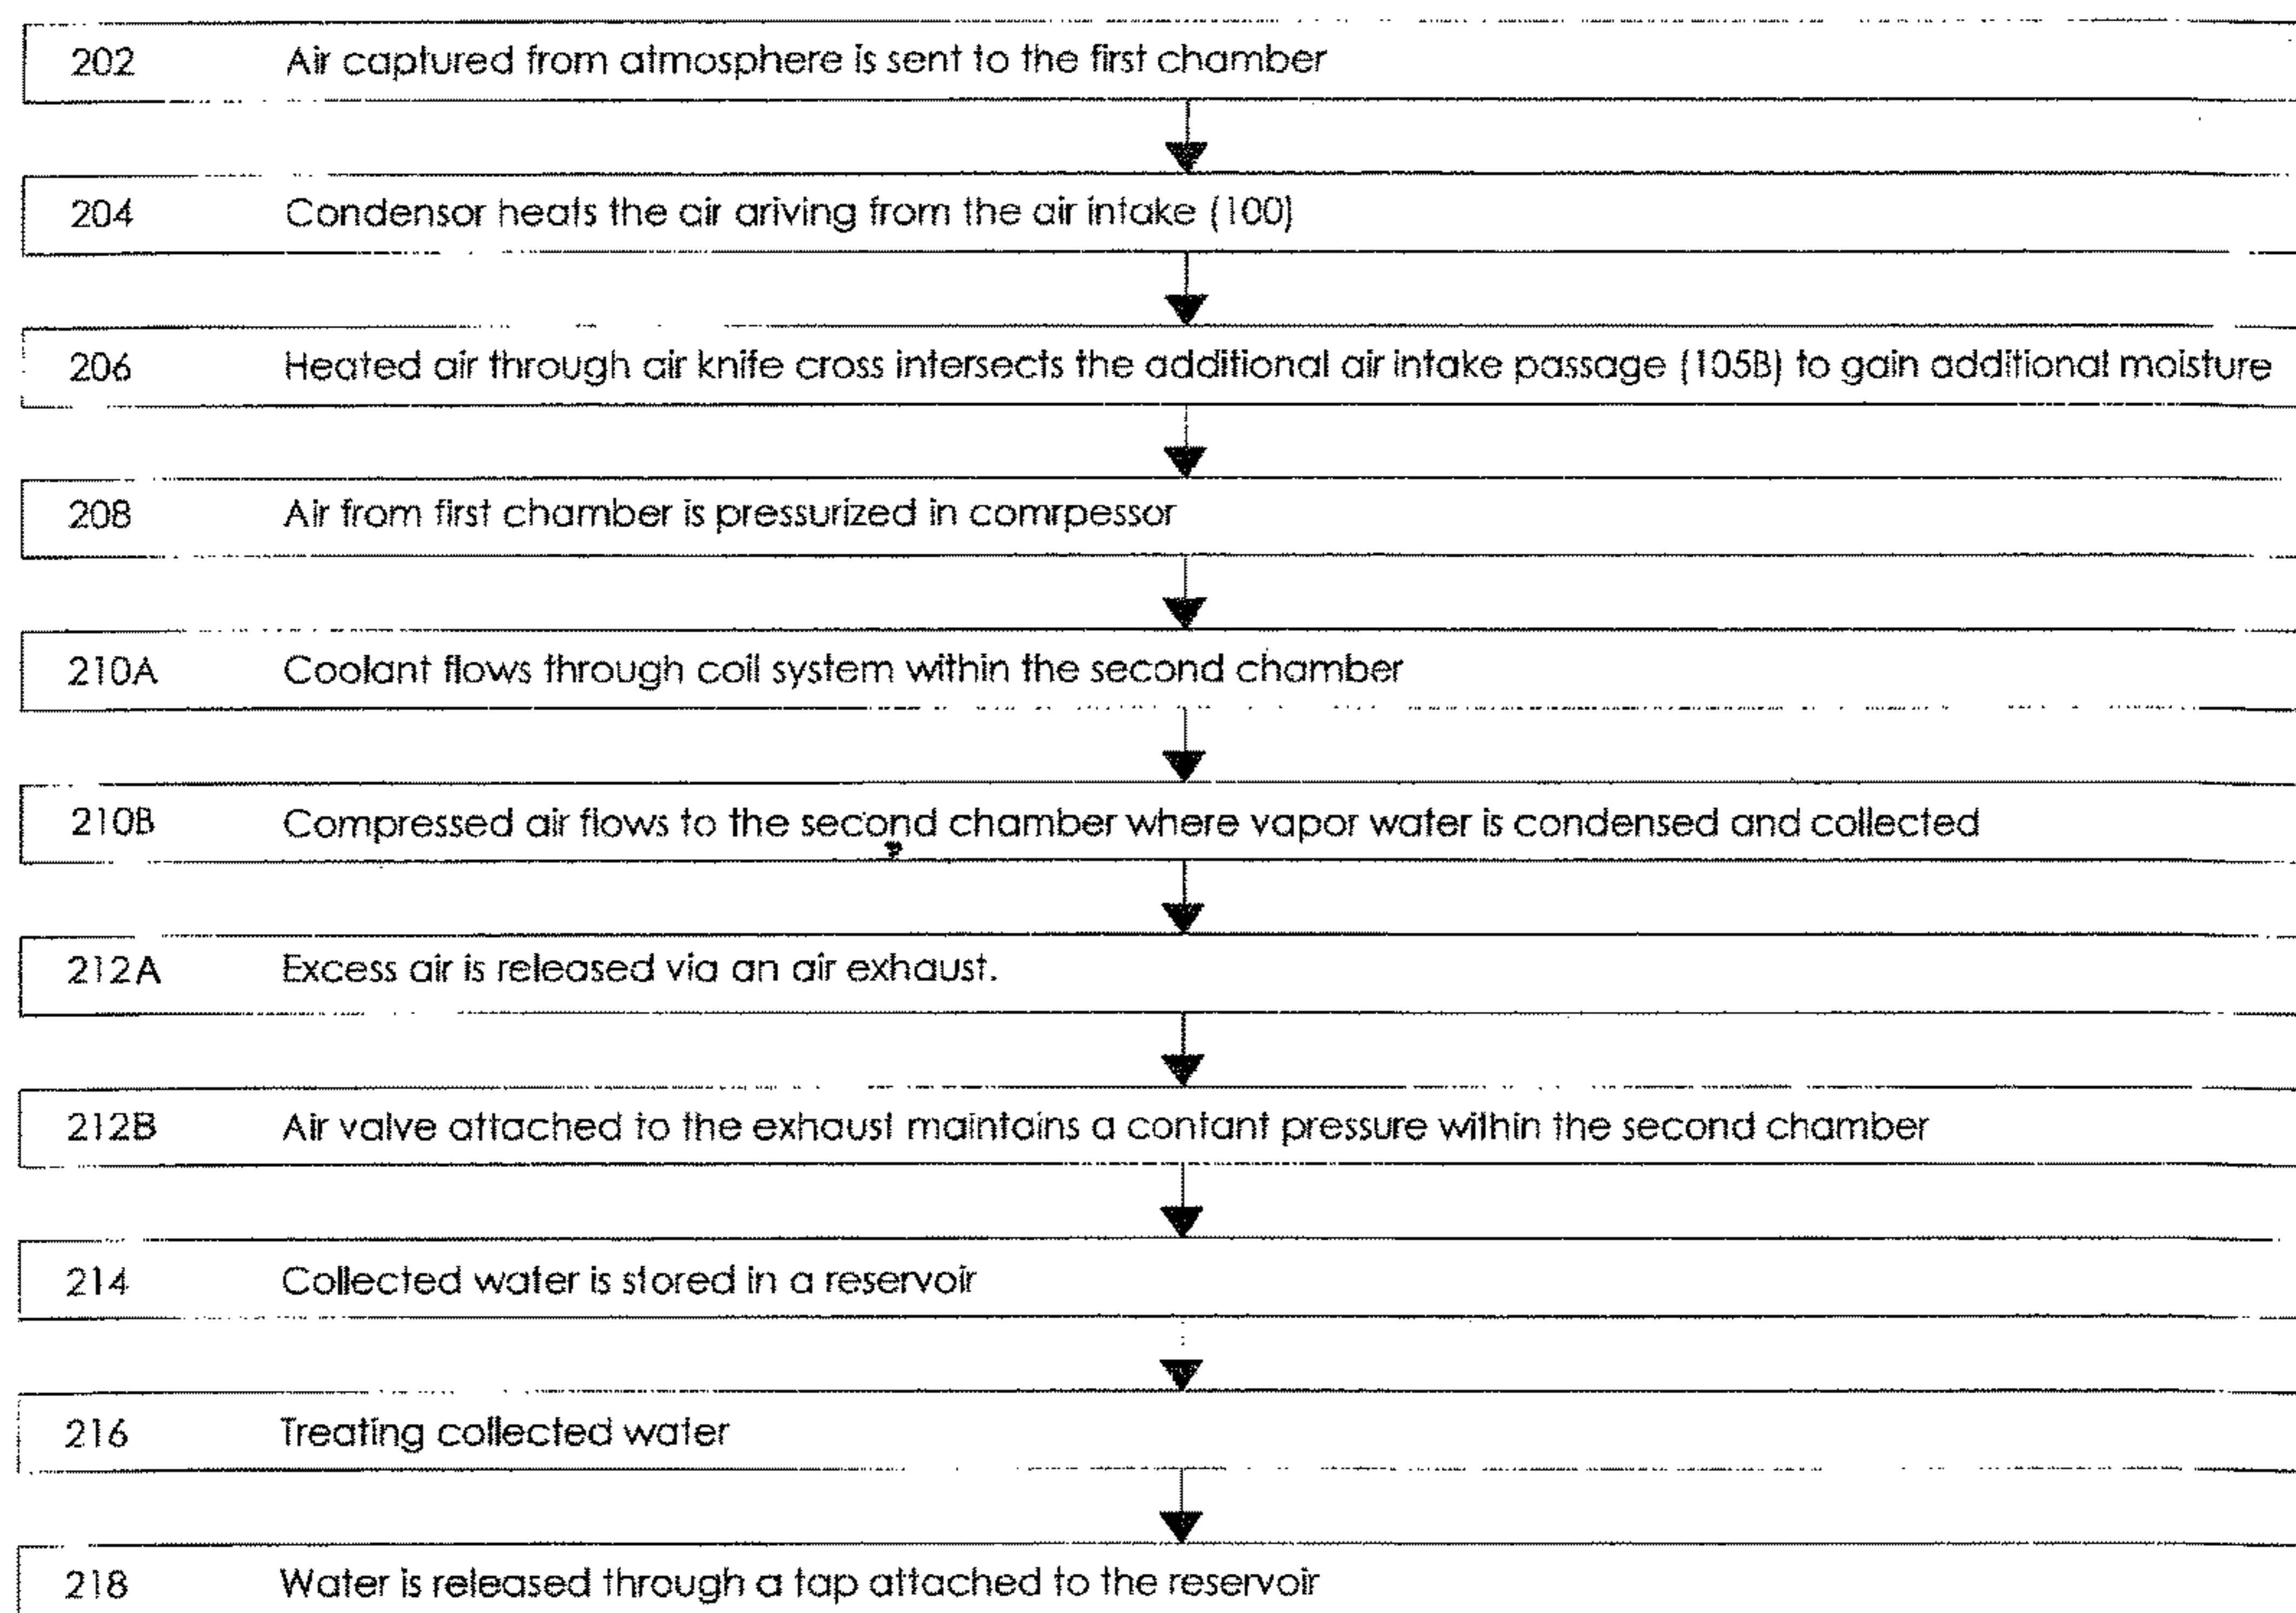 202 Air captured from atmosphere is sent to the first chamber
204 Condensor heats the air ariving from the air intake (100)
206 Heated air through air knife cross intersects the additional air intake passage (105B) to gain additional moisture
208 Air from first chamber is pressurized in comrpessor
210A Coolant flows through coil system within the second chamber
210B Compressed air flows to the second chamber where vapor water is condensed and collected
212A Excess air is released via an air exhaust.
212B Air valve attached to the exhaust maintains a contant pressure within the second chamber
214 Collected water is stored in a reservoir
216 Treating collected water
218 Water is released through a tap attached to the reservoir